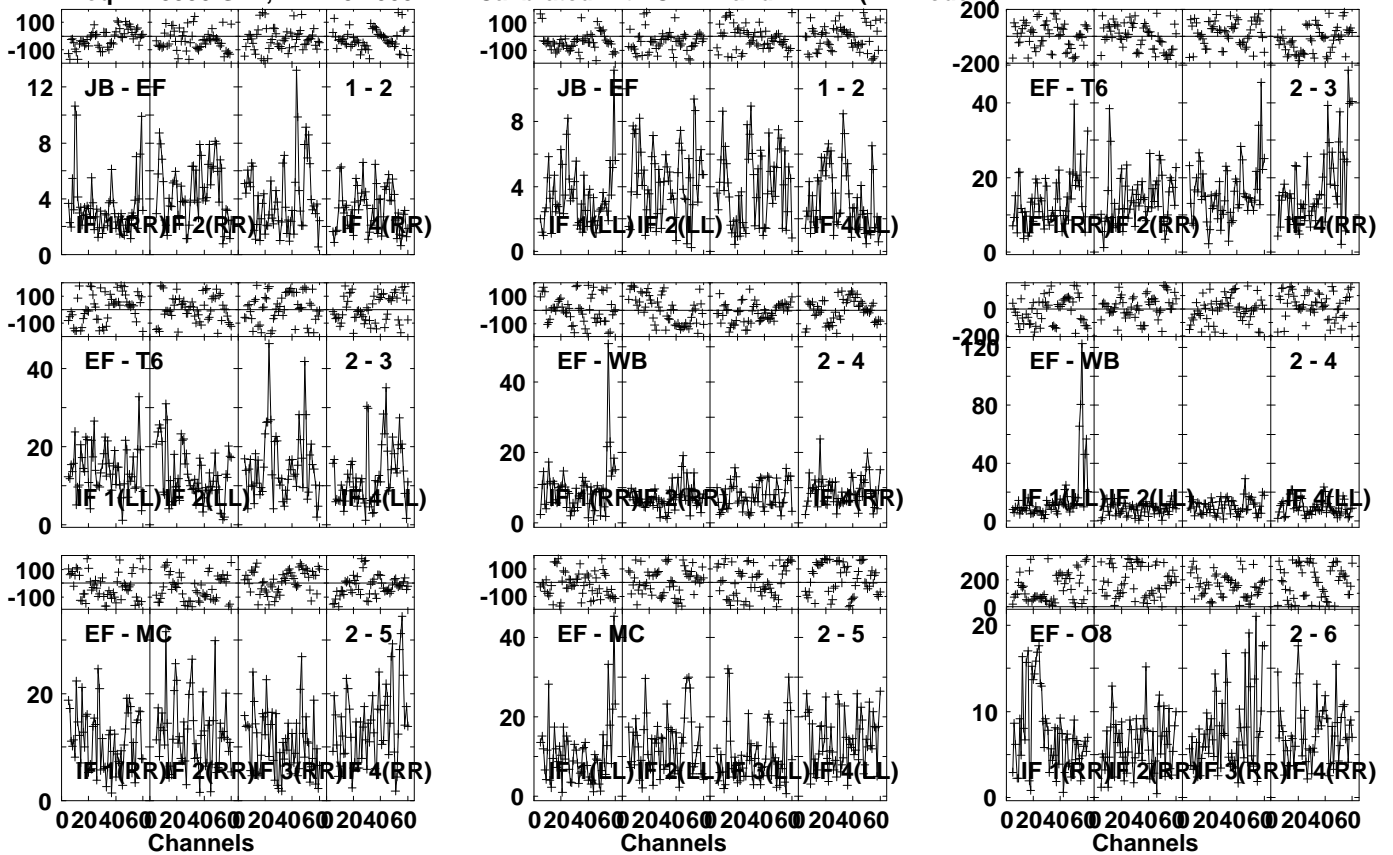 100
-100
12
8
4
0
JB - EF
1 - 2
IF 1(RR)
IF 2(RR)
IF 4(RR)
8
4
0
JB - EF
1 - 2
IF 1(LL)
IF 2(LL)
IF 4(LL)
200
-200
40
20
0
EF - T6
2 - 3
IF 1(RR)
IF 2(RR)
IF 4(RR)
100
-100
40
20
0
EF - T6
2 - 3
IF 1(LL)
IF 2(LL)
IF 4(LL)
100
-100
40
20
0
EF - WB
2 - 4
IF 1(RR)
IF 2(RR)
IF 4(RR)
0
-200
120
80
40
0
EF - WB
2 - 4
IF 1(LL)
IF 2(LL)
IF 4(LL)
100
-100
20
0
EF - MC
2 - 5
IF 1(RR)
IF 2(RR)
IF 3(RR)
IF 4(RR)
0 20 40 60 0 20 40 60 0 20 40 60 0 20 40 60
Channels
100
-100
40
20
0
EF - MC
2 - 5
IF 1(LL)
IF 2(LL)
IF 3(LL)
IF 4(LL)
0 20 40 60 0 20 40 60 0 20 40 60 0 20 40 60
Channels
200
0
20
10
0
EF - O8
2 - 6
IF 1(RR)
IF 2(RR)
IF 3(RR)
IF 4(RR)
0 20 40 60 0 20 40 60 0 20 40 60 0 20 40 60
Channels